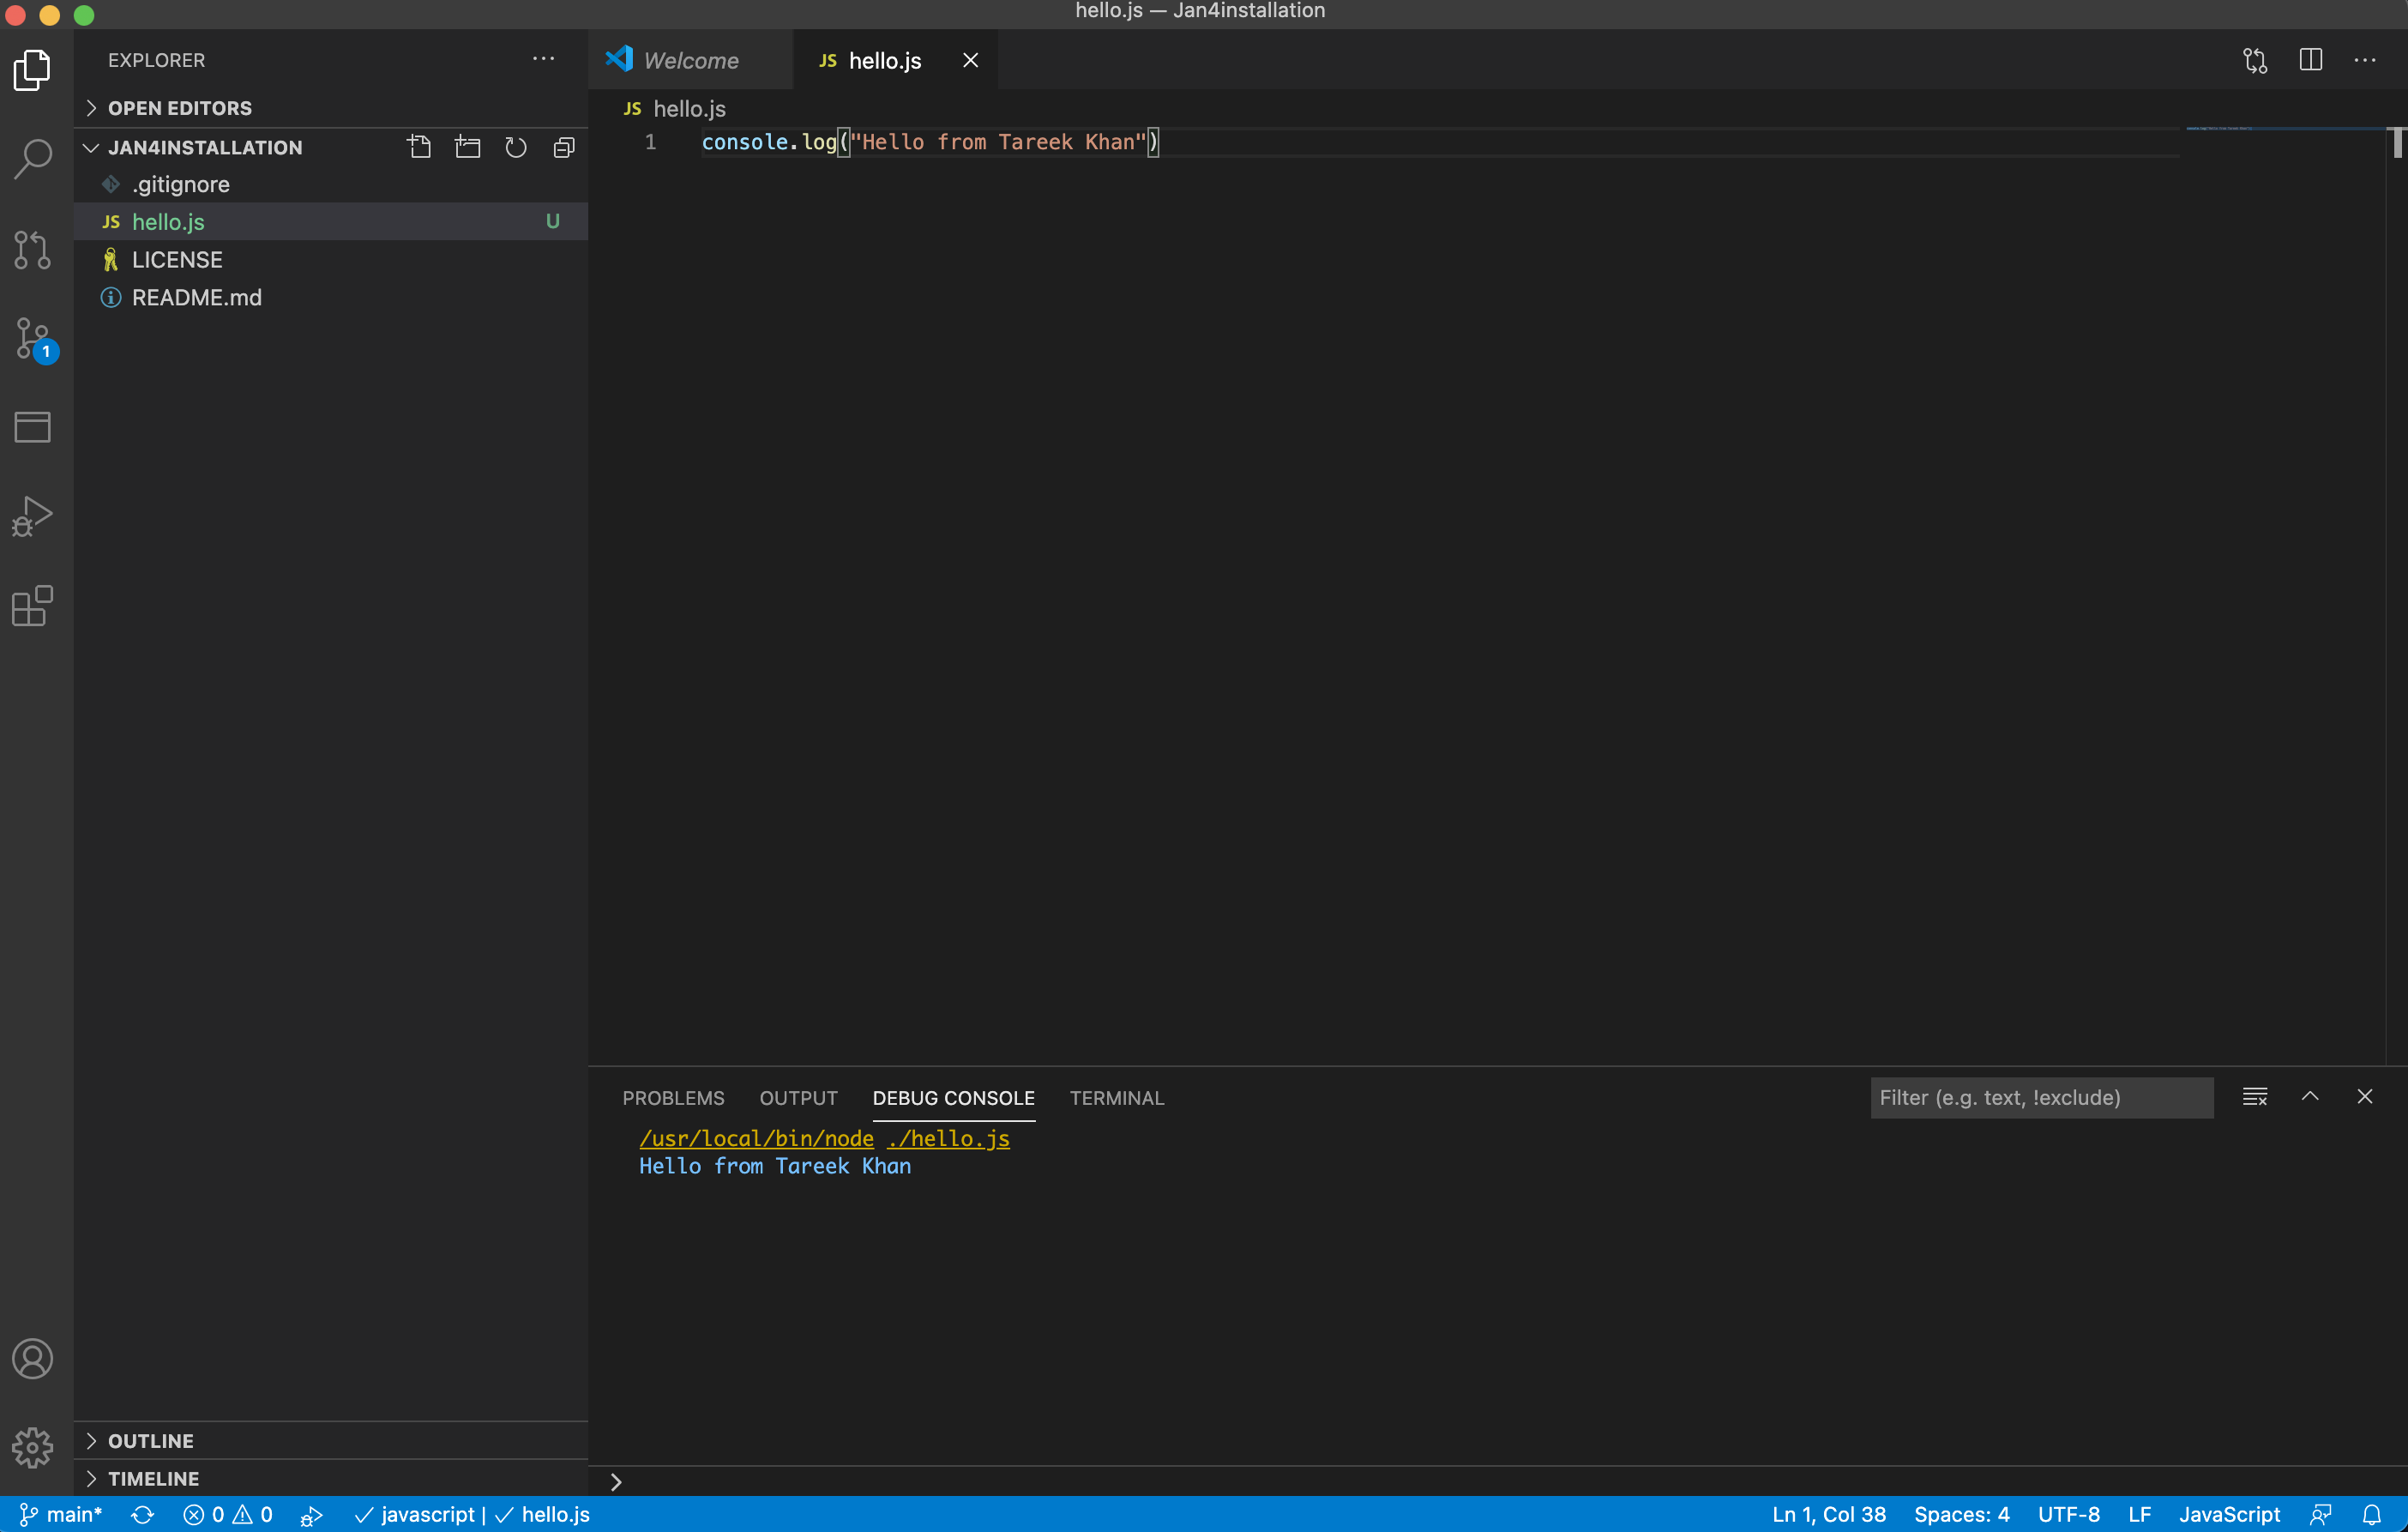 hello.js — Jan4installation
EXPLORER
OPEN EDITORS
JAN4INSTALLATION
.gitignore
JS hello.js U
LICENSE
README.md
1
OUTLINE
TIMELINE
Welcome
JS hello.js
JS hello.js
1 console.log("Hello from Tareek Khan")
PROBLEMS OUTPUT DEBUG CONSOLE TERMINAL
Filter (e.g. text, !exclude)
/usr/local/bin/node ./hello.js
Hello from Tareek Khan
main* 0 0 javascript | hello.js
Ln 1, Col 38 Spaces: 4 UTF-8 LF JavaScript